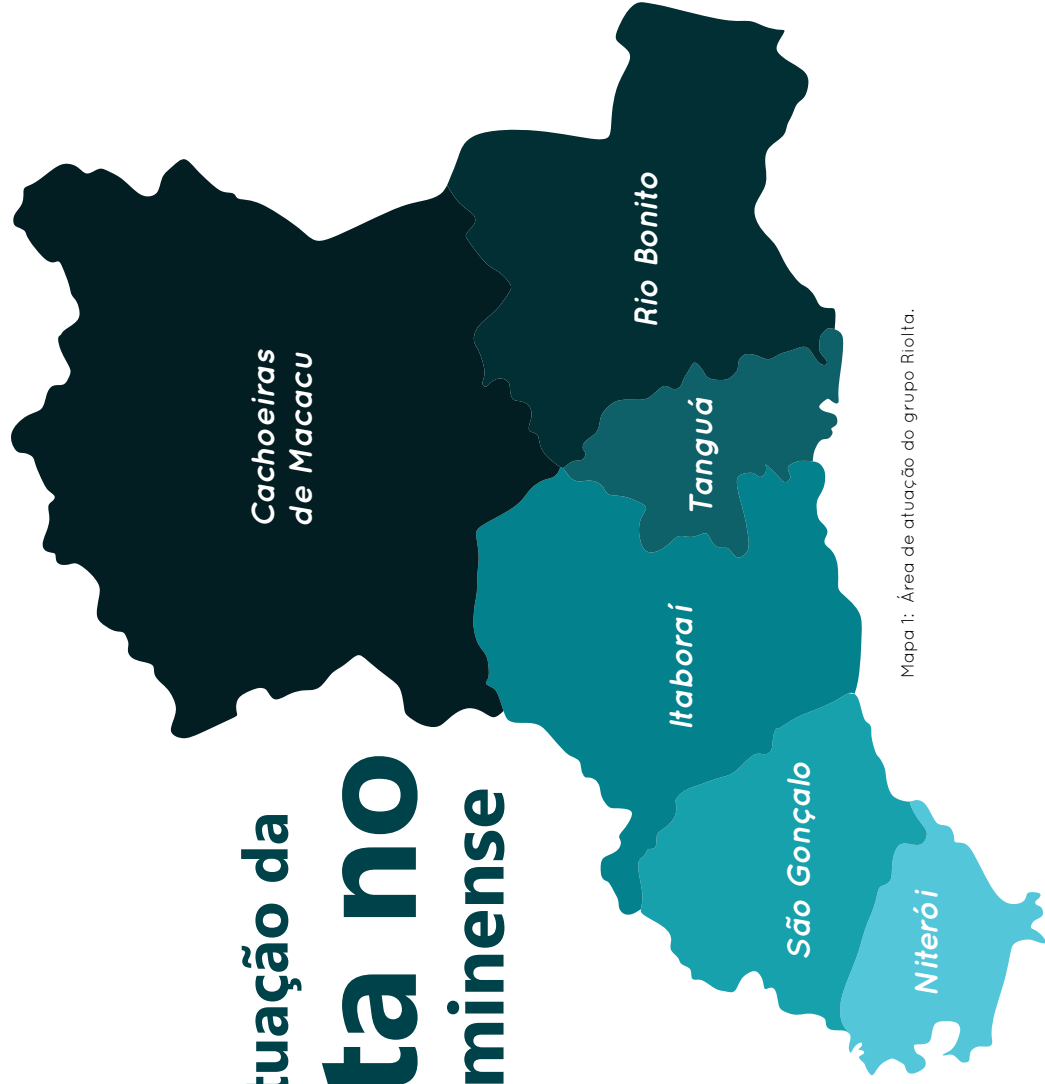 tuação da
ta no
minense
Cachoeiras
de Macacu
Rio Bonito
Tanguá
Itaboraí
São Gonçalo
Niterói
Mapa 1: Área de atuação do grupo Riolta.